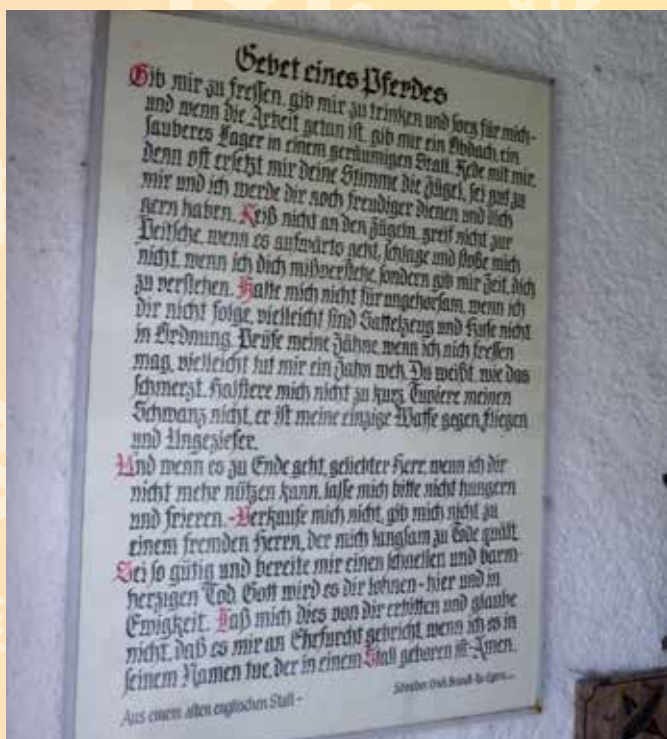 Gebet eines Pferdes
Gib mir zu fressen, gib mir zu trinken und sorg für mich-
und wenn die Arbeit getan ist, gib mir ein Obdach, ein
sauberes Lager in einem geräumigen Stall. Rede mit mir,
denn oft ersetzt mir deine Stimme die Zügel, sei gut zu
mir und ich werde dir noch freudiger dienen und dich
gern haben. Reiß nicht an den Zügeln, greif nicht zur
Peitsche, wenn es aufwärts geht, schlage und stoße mich
nicht, wenn ich dich mißverstehe, sondern gib mir Zeit, dich
zu verstehen. Halte mich nicht für ungehorsam, wenn ich
dir nicht folge, vielleicht sind Sattelzeug und Hufe nicht
in Ordnung. Prüfe meine Zähne, wenn ich nich fressen
mag, vielleicht tut mir ein Zahn weh. Du weißt, wie das
schmerzt. Halftere mich nicht zu kurz. Cupiere meinen
Schwanz nicht, er ist meine einzige Waffe gegen Fliegen
und Ungeziefer.
Und wenn es zu Ende geht, geliebter Herr, wenn ich dir
nicht mehr nützen kann, lasse mich bitte nicht hungern
und frieren.-Verkaufe mich nicht, gib mich nicht zu
einem fremden Herrn, der mich langsam zu Tode quält.
Sei so gütig und bereite mir einen schnellen und barm-
herzigen Tod. Gott wird es dir lohnen-hier und in
Ewigkeit. Laß mich dies von dir erbitten und glaube
nicht, daß es mir an Ehrfurcht gebricht, wenn ich es in
seinem Namen tue, der in einem Stall geboren ist-Amen.
Aus einem alten englischen Stall-
Schreiber: Brandt